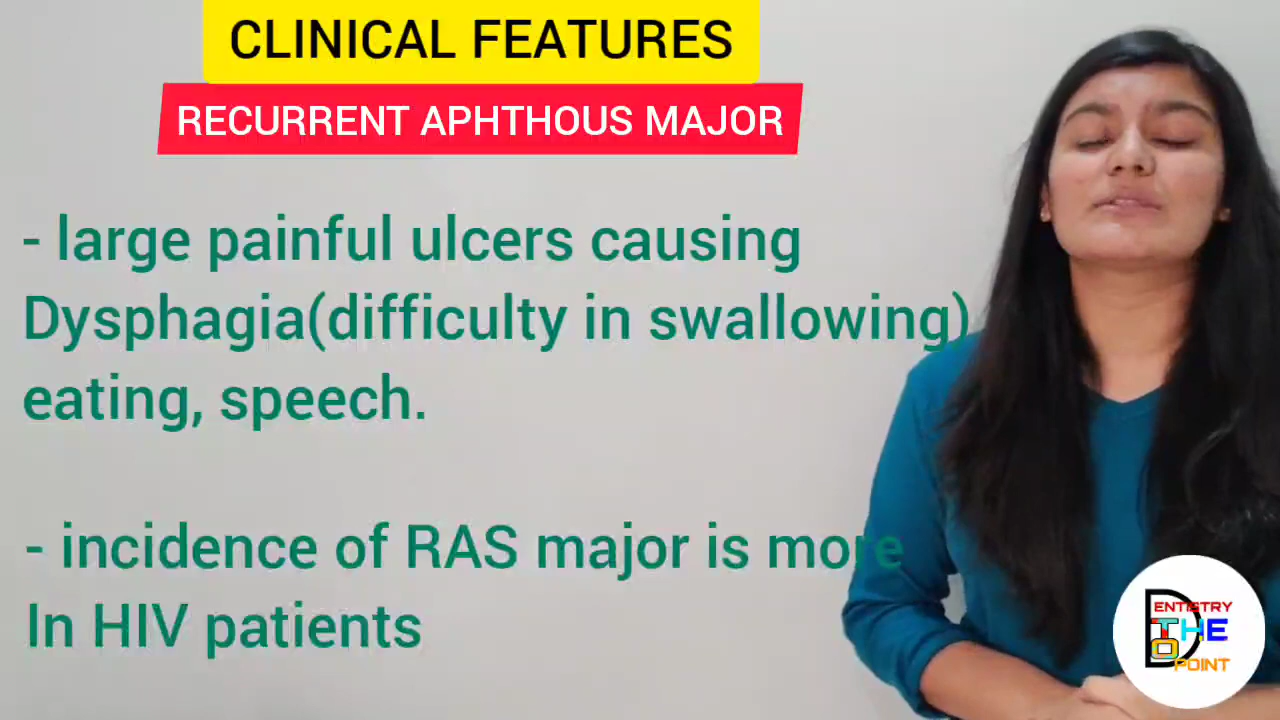 CLINICAL FEATURES
RECURRENT APHTHOUS MAJOR
- large painful ulcers causing
Dysphagia(difficulty in swallowing)
eating, speech.
- incidence of RAS major is more
In HIV patients
DENTISTRY
THE
TO
POINT